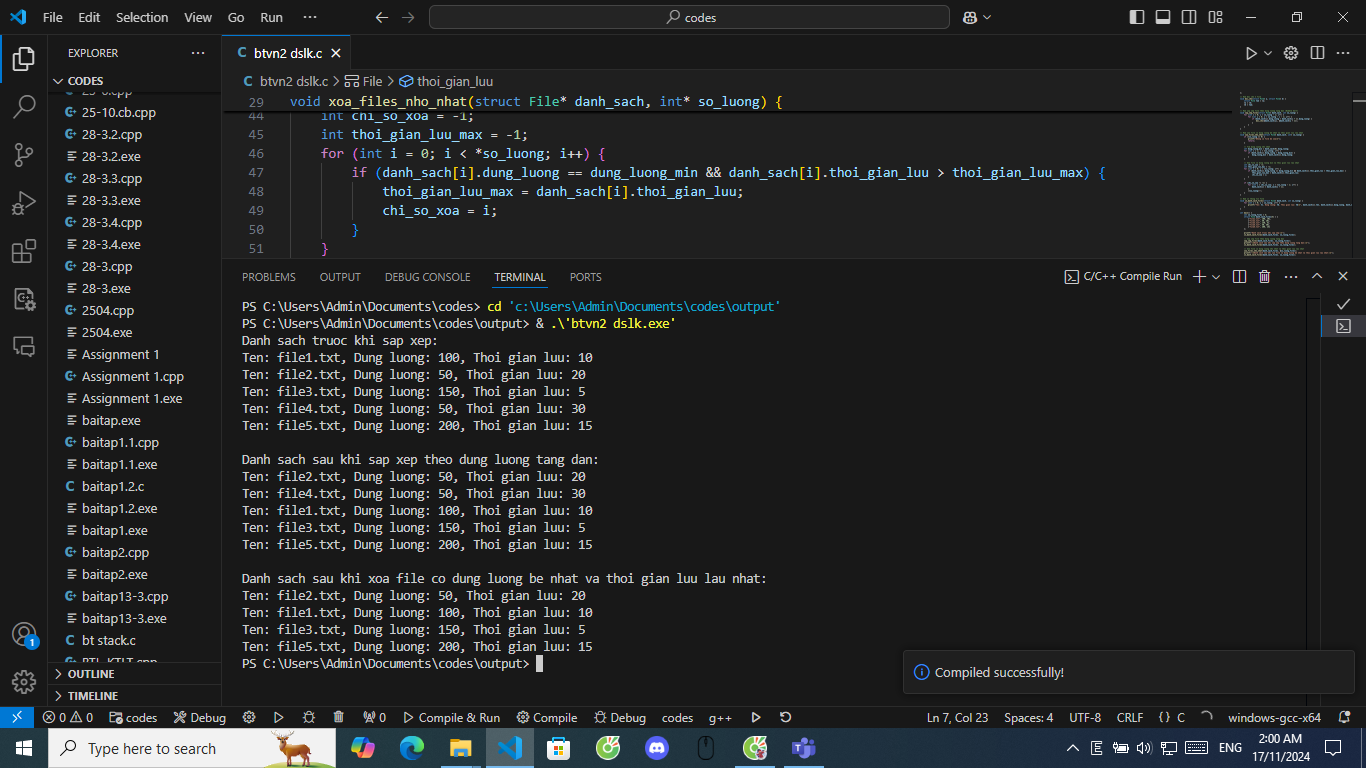 File Edit Selection View Go Run ···
codes
EXPLORER ···
CODES
25-10.cb.cpp
28-3.2.cpp
28-3.2.exe
28-3.3.cpp
28-3.3.exe
28-3.4.cpp
28-3.4.exe
28-3.cpp
28-3.exe
2504.cpp
2504.exe
Assignment 1
Assignment 1.cpp
Assignment 1.exe
baitap.exe
baitap1.1.cpp
baitap1.1.exe
baitap1.2.c
baitap1.2.exe
baitap1.exe
baitap2.cpp
baitap2.exe
baitap13-3.cpp
baitap13-3.exe
bt stack.c
BTL-KTLT.cpp
OUTLINE
TIMELINE
C btvn2 dslk.c ×
C btvn2 dslk.c > File > thoi_gian_luu
29 void xoa_files_nho_nhat(struct File* danh_sach, int* so_luong) {
44 int chi_so_xoa = -1;
45 int thoi_gian_luu_max = -1;
46 for (int i = 0; i < *so_luong; i++) {
47 if (danh_sach[i].dung_luong == dung_luong_min && danh_sach[i].thoi_gian_luu > thoi_gian_luu_max) {
48 thoi_gian_luu_max = danh_sach[i].thoi_gian_luu;
49 chi_so_xoa = i;
50 }
51 }
PROBLEMS OUTPUT DEBUG CONSOLE TERMINAL PORTS
C/C++ Compile Run
PS C:\Users\Admin\Documents\codes> cd 'c:\Users\Admin\Documents\codes\output'
PS C:\Users\Admin\Documents\codes\output> & .\'btvn2 dslk.exe'
Danh sach truoc khi sap xep:
Ten: file1.txt, Dung luong: 100, Thoi gian luu: 10
Ten: file2.txt, Dung luong: 50, Thoi gian luu: 20
Ten: file3.txt, Dung luong: 150, Thoi gian luu: 5
Ten: file4.txt, Dung luong: 50, Thoi gian luu: 30
Ten: file5.txt, Dung luong: 200, Thoi gian luu: 15
Danh sach sau khi sap xep theo dung luong tang dan:
Ten: file2.txt, Dung luong: 50, Thoi gian luu: 20
Ten: file4.txt, Dung luong: 50, Thoi gian luu: 30
Ten: file1.txt, Dung luong: 100, Thoi gian luu: 10
Ten: file3.txt, Dung luong: 150, Thoi gian luu: 5
Ten: file5.txt, Dung luong: 200, Thoi gian luu: 15
Danh sach sau khi xoa file co dung luong be nhat va thoi gian luu lau nhat:
Ten: file2.txt, Dung luong: 50, Thoi gian luu: 20
Ten: file1.txt, Dung luong: 100, Thoi gian luu: 10
Ten: file3.txt, Dung luong: 150, Thoi gian luu: 5
Ten: file5.txt, Dung luong: 200, Thoi gian luu: 15
PS C:\Users\Admin\Documents\codes\output>
Compiled successfully!
1
0 0 codes Debug 0 Compile & Run Compile Debug codes g++ Ln 7, Col 23 Spaces: 4 UTF-8 CRLF {} C windows-gcc-x64
Type here to search
ENG
2:00 AM
17/11/2024